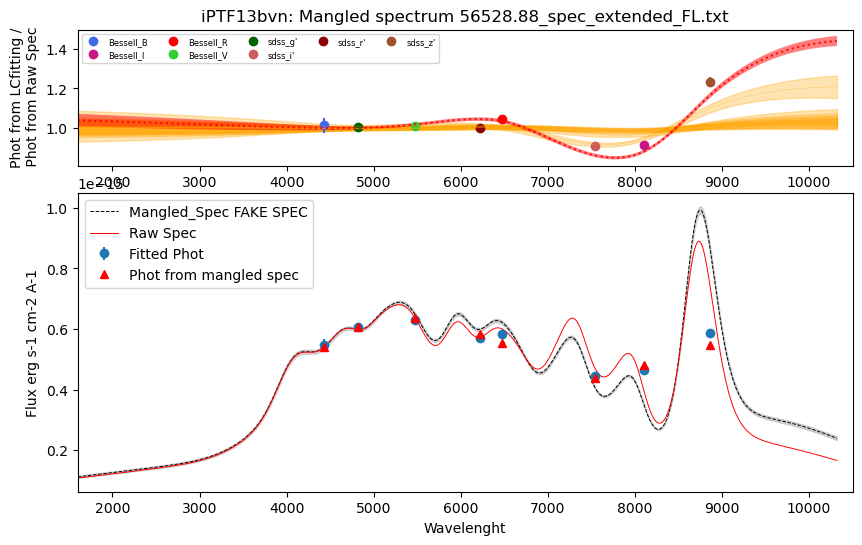 iPTF13bvn: Mangled spectrum 56528.88_spec_extended_FL.txt
Phot from LCfitting /
Phot from Raw Spec
1.4
1.2
1.0
Bessell_B
Bessell_I
Bessell_R
Bessell_V
sdss_g'
sdss_i'
sdss_r'
sdss_z'
2000 3000 4000 5000 6000 7000 8000 9000 10000
1e−15
Flux erg s-1 cm-2 A-1
1.0
0.8
0.6
0.4
0.2
Mangled_Spec FAKE SPEC
Raw Spec
Fitted Phot
Phot from mangled spec
2000 3000 4000 5000 6000 7000 8000 9000 10000
Wavelenght